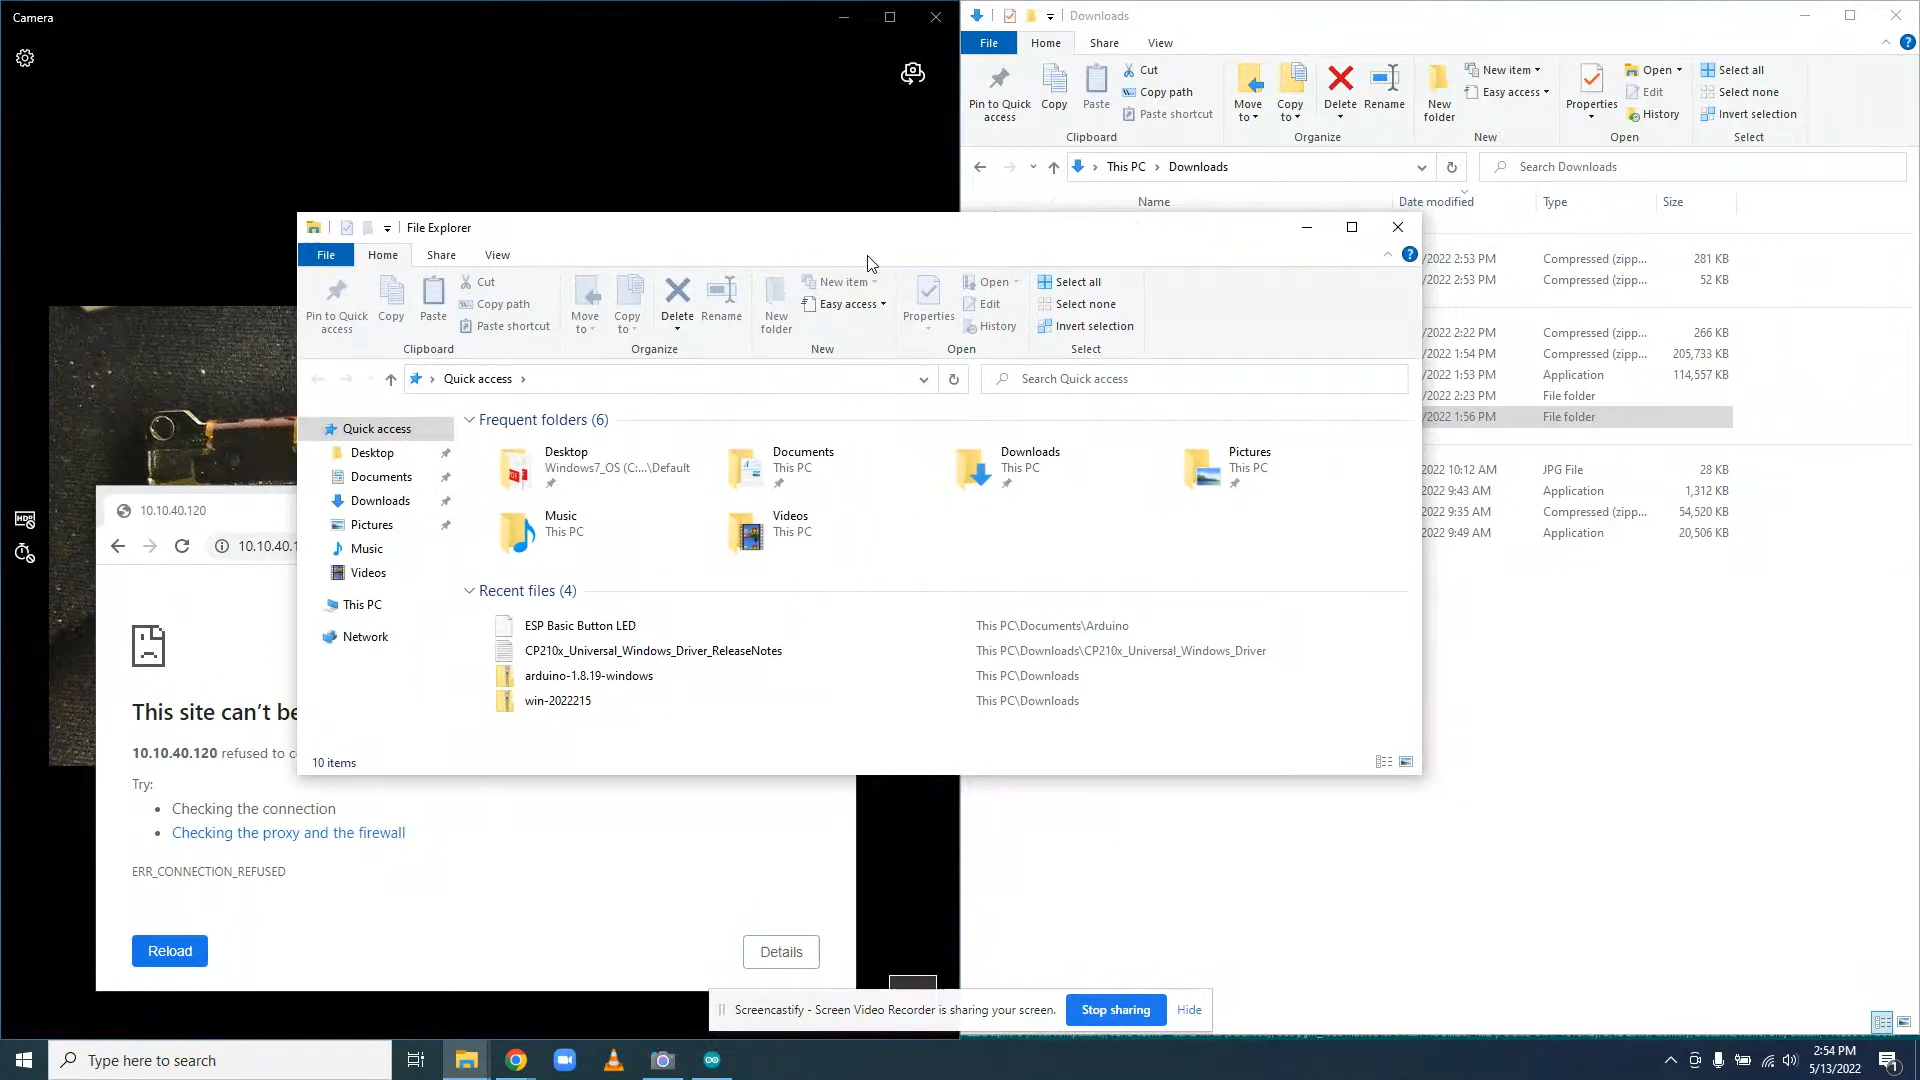 Camera
Downloads
File
Home
Share
View
Pin to Quick
access
Copy
Paste
Cut
Copy path
Paste shortcut
Clipboard
Move
to
Copy
to
Delete
Rename
Organize
New
folder
New item
Easy access
New
Properties
Open
Edit
History
Open
Select all
Select none
Invert selection
Select
This PC
Downloads
Search Downloads
Name
Date modified
Type
Size
/2022 2:53 PM Compressed (zipp... 281 KB
/2022 2:53 PM Compressed (zipp... 52 KB
/2022 2:22 PM Compressed (zipp... 266 KB
/2022 1:54 PM Compressed (zipp... 205,733 KB
/2022 1:53 PM Application 114,557 KB
/2022 2:23 PM File folder
/2022 1:56 PM File folder
2022 10:12 AM JPG File 28 KB
2022 9:43 AM Application 1,312 KB
2022 9:35 AM Compressed (zipp... 54,520 KB
2022 9:49 AM Application 20,506 KB
File Explorer
File
Home
Share
View
Pin to Quick
access
Copy
Paste
Cut
Copy path
Paste shortcut
Clipboard
Move
to
Copy
to
Delete
Rename
Organize
New
folder
New item
Easy access
New
Properties
Open
Edit
History
Open
Select all
Select none
Invert selection
Select
Quick access
Search Quick access
Quick access
Desktop
Documents
Downloads
Pictures
Music
Videos
This PC
Network
Frequent folders (6)
Desktop
Windows7_OS (C:...\Default
Documents
This PC
Downloads
This PC
Pictures
This PC
Music
This PC
Videos
This PC
Recent files (4)
ESP Basic Button LED This PC\Documents\Arduino
CP210x_Universal_Windows_Driver_ReleaseNotes This PC\Downloads\CP210x_Universal_Windows_Driver
arduino-1.8.19-windows This PC\Downloads
win-2022215 This PC\Downloads
10 items
HDR
10.10.40.120
10.10.40.1
This site can't be
10.10.40.120 refused to c
Try:
• Checking the connection
• Checking the proxy and the firewall
ERR_CONNECTION_REFUSED
Reload
Details
Screencastify - Screen Video Recorder is sharing your screen.
Stop sharing
Hide
Type here to search
2:54 PM
5/13/2022
1